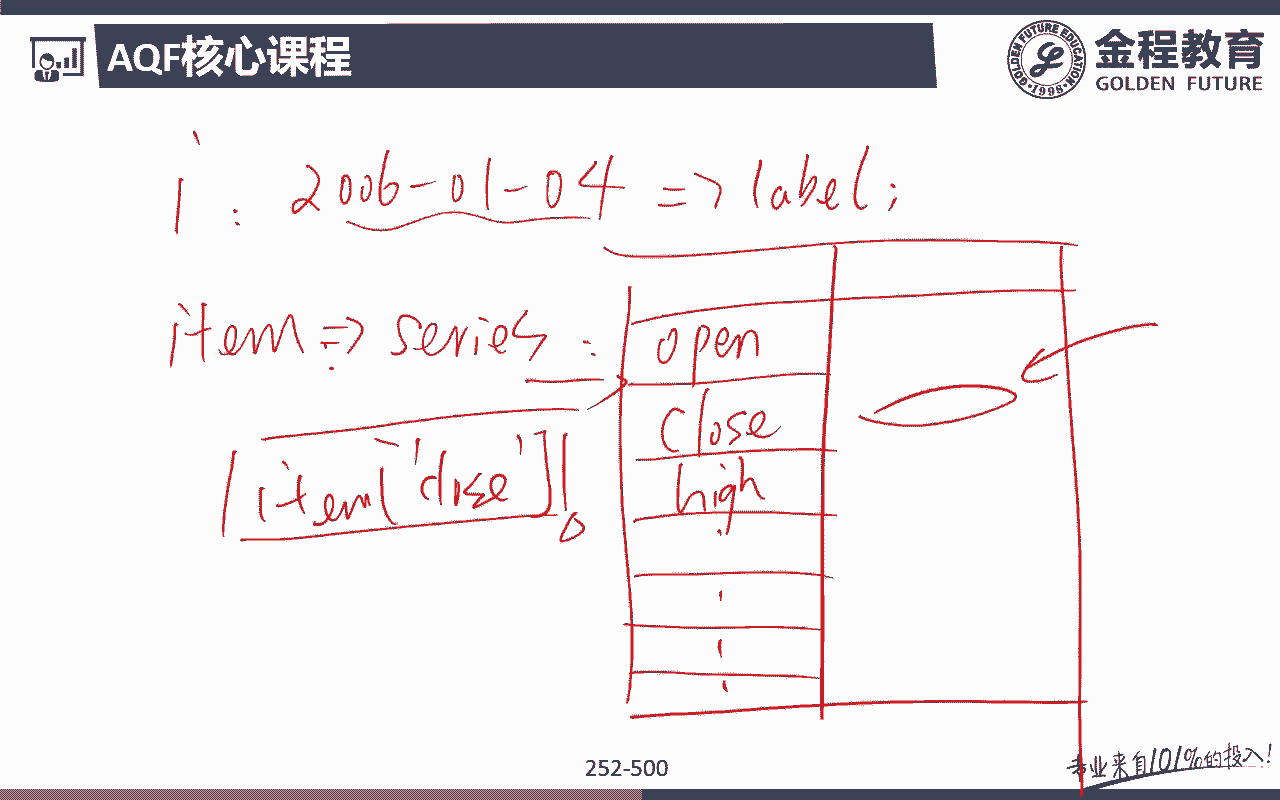 AQF核心课程
金程教育
GOLDEN FUTURE
GOLDEN FUTURE EDUCATION
1998
i : 2006-01-04 => label;
item => series :
open
close
high
item['close']
252-500
专业来自101%的投入!